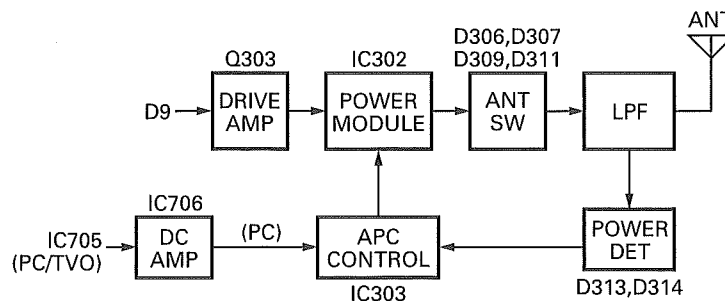 ANT
D306,D307
D309,D311
Q303
IC302
D9
DRIVE
AMP
POWER
MODULE
ANT
SW
LPF
IC706
IC705
(PC/TVO)
DC
AMP
(PC)
APC
CONTROL
IC303
POWER
DET
D313,D314